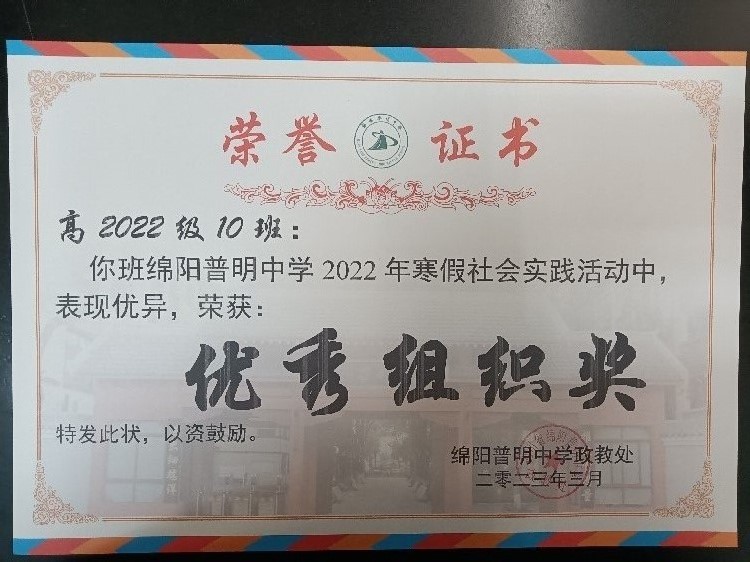 荣誉证书
高2022级10班：
你班绵阳普明中学2022年寒假社会实践活动中，
表现优异，荣获：
优秀组织奖
特发此状，以资鼓励。
绵阳普明中学政教处
二零二三年三月